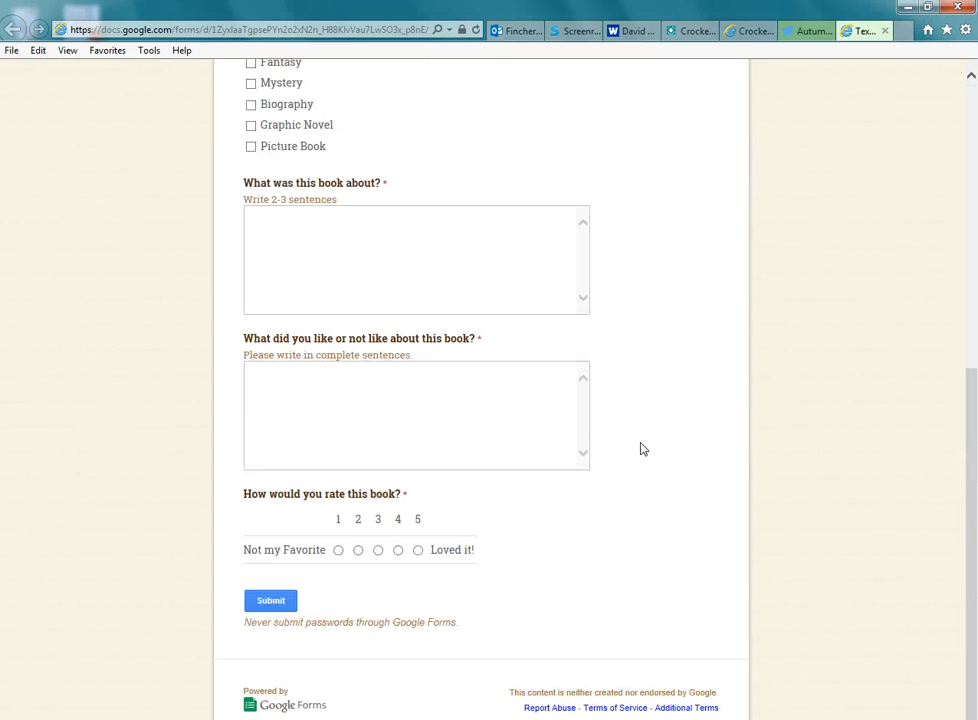 https://docs.google.com/forms/d/1ZyxlaaTgpsePYn2o2xN2n_H88KlvVau7LwSO3x_p8nE/
Fincher...
Screenr...
David ...
Crocke...
Crocke...
Autum...
Tex...
File Edit View Favorites Tools Help
Fantasy
Mystery
Biography
Graphic Novel
Picture Book
What was this book about? *
Write 2-3 sentences
What did you like or not like about this book? *
Please write in complete sentences.
How would you rate this book? *
1 2 3 4 5
Not my Favorite Loved it!
Submit
Never submit passwords through Google Forms.
Powered by
Google Forms
This content is neither created nor endorsed by Google.
Report Abuse - Terms of Service - Additional Terms